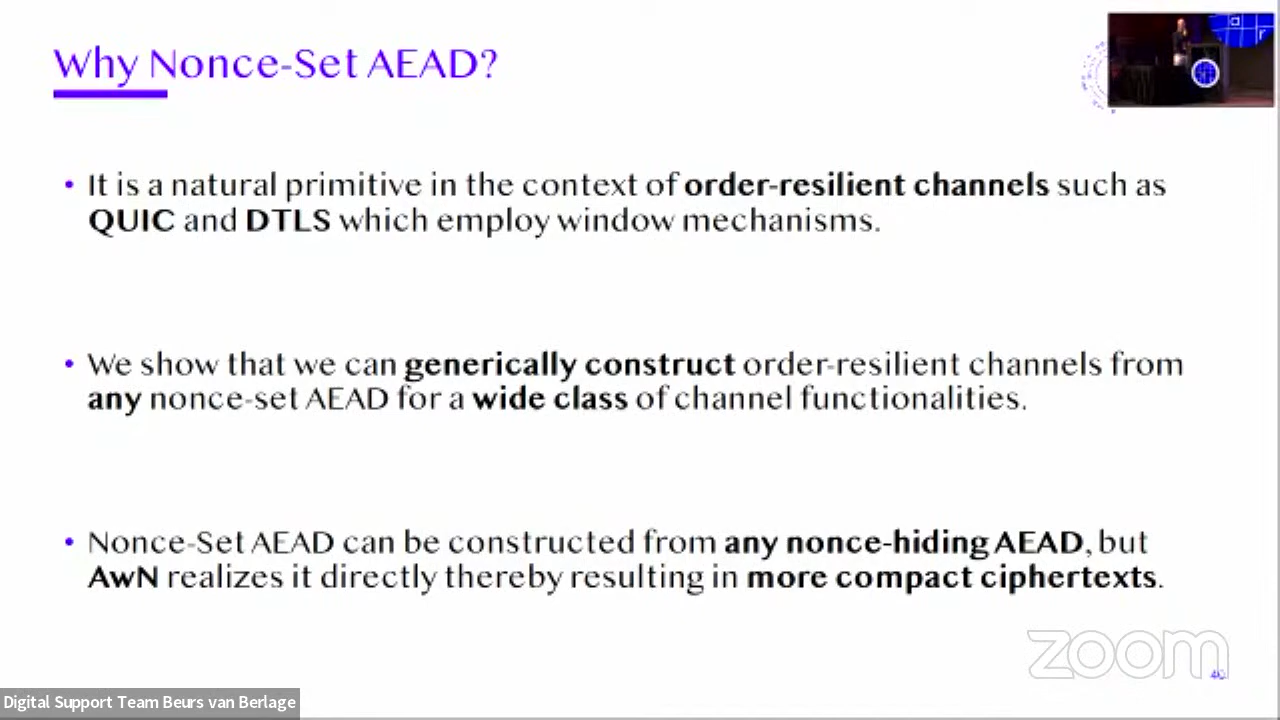 Why Nonce-Set AEAD?
• It is a natural primitive in the context of order-resilient channels such as
QUIC and DTLS which employ window mechanisms.
• We show that we can generically construct order-resilient channels from
any nonce-set AEAD for a wide class of channel functionalities.
• Nonce-Set AEAD can be constructed from any nonce-hiding AEAD, but
AwN realizes it directly thereby resulting in more compact ciphertexts.
zoom
Digital Support Team Beurs van Berlage